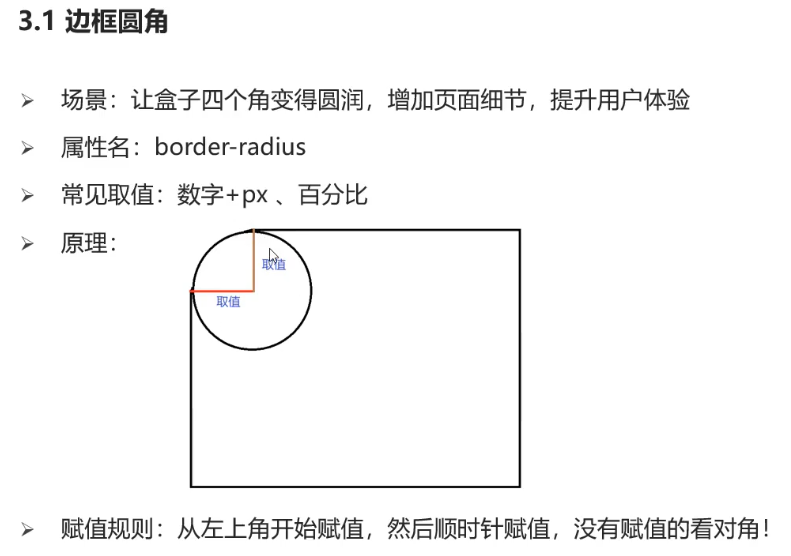 3.1 边框圆角
场景：让盒子四个角变得圆润，增加页面细节，提升用户体验
属性名：border-radius
常见取值：数字+px 、百分比
原理：
取值
取值
赋值规则：从左上角开始赋值，然后顺时针赋值，没有赋值的看对角！